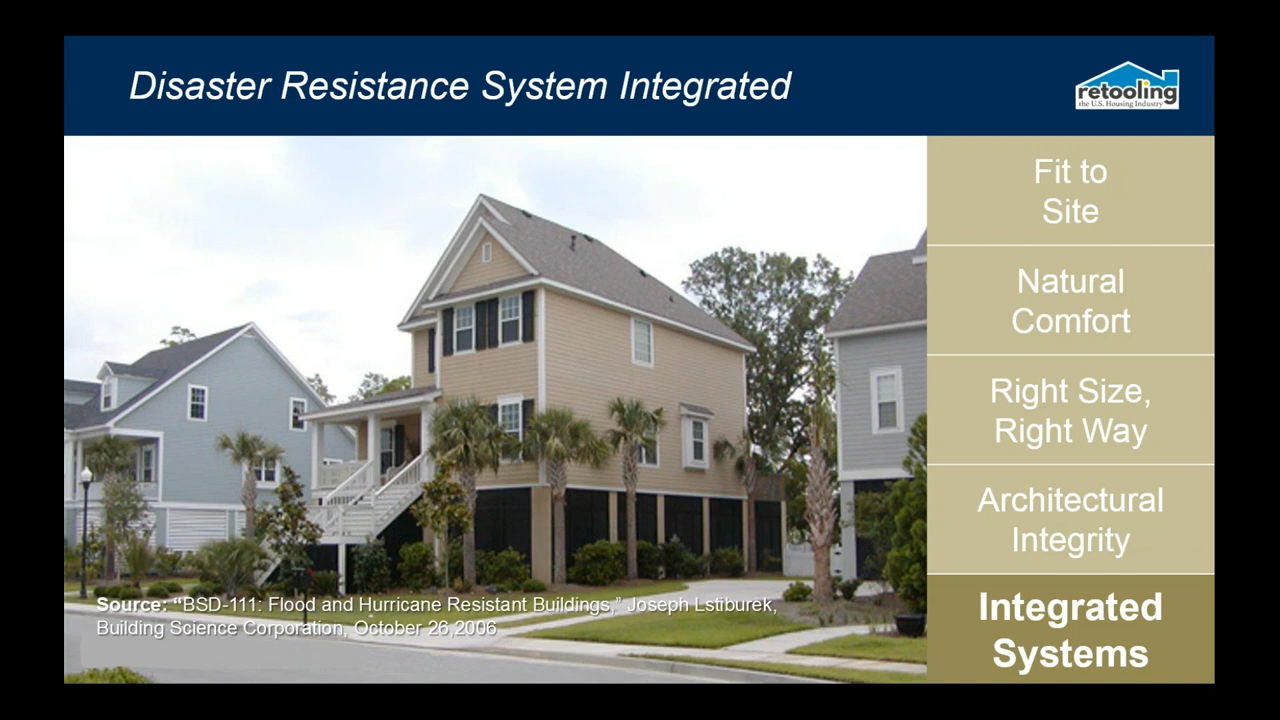 Disaster Resistance System Integrated
retooling
the U.S. Housing Industry
Fit to
Site
Natural
Comfort
Right Size,
Right Way
Architectural
Integrity
Integrated
Systems
Source: “BSD-111: Flood and Hurricane Resistant Buildings,” Joseph Lstiburek,
Building Science Corporation, October 26,2006